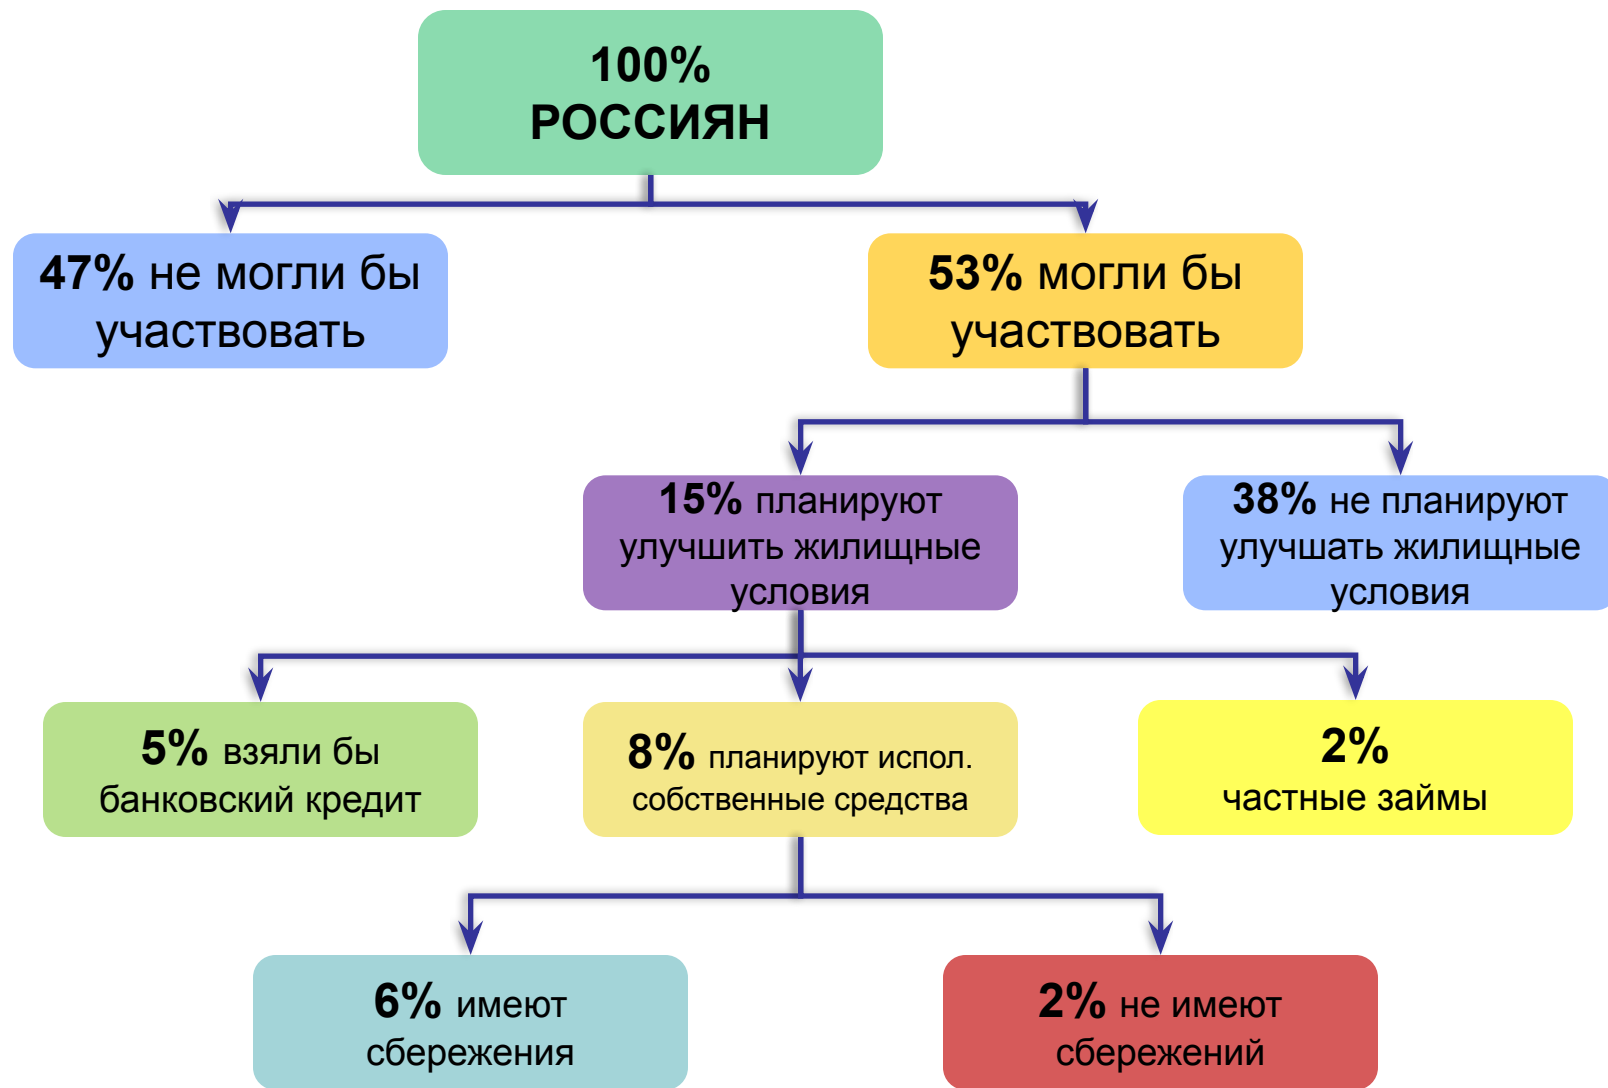 100%
РОССИЯН
47% не могли бы
участвовать
53% могли бы
участвовать
15% планируют
улучшить жилищные
условия
38% не планируют
улучшать жилищные
условия
5% взяли бы
банковский кредит
8% планируют испол.
собственные средства
2%
частные займы
6% имеют
сбережения
2% не имеют
сбережений